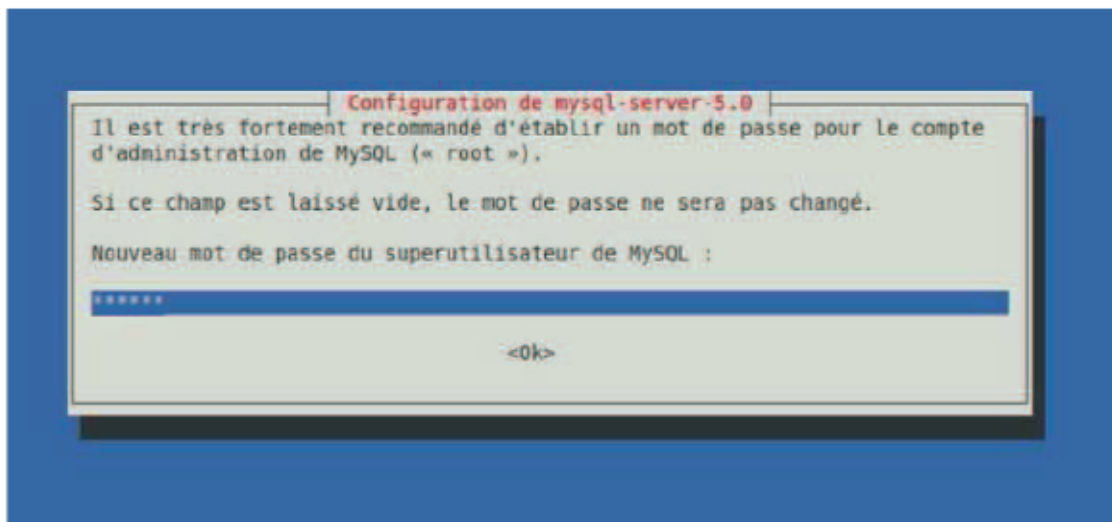 Configuration de mysql-server-5.0
Il est très fortement recommandé d'établir un mot de passe pour le compte
d'administration de MySQL (« root »).
Si ce champ est laissé vide, le mot de passe ne sera pas changé.
Nouveau mot de passe du superutilisateur de MySQL :
******
<Ok>